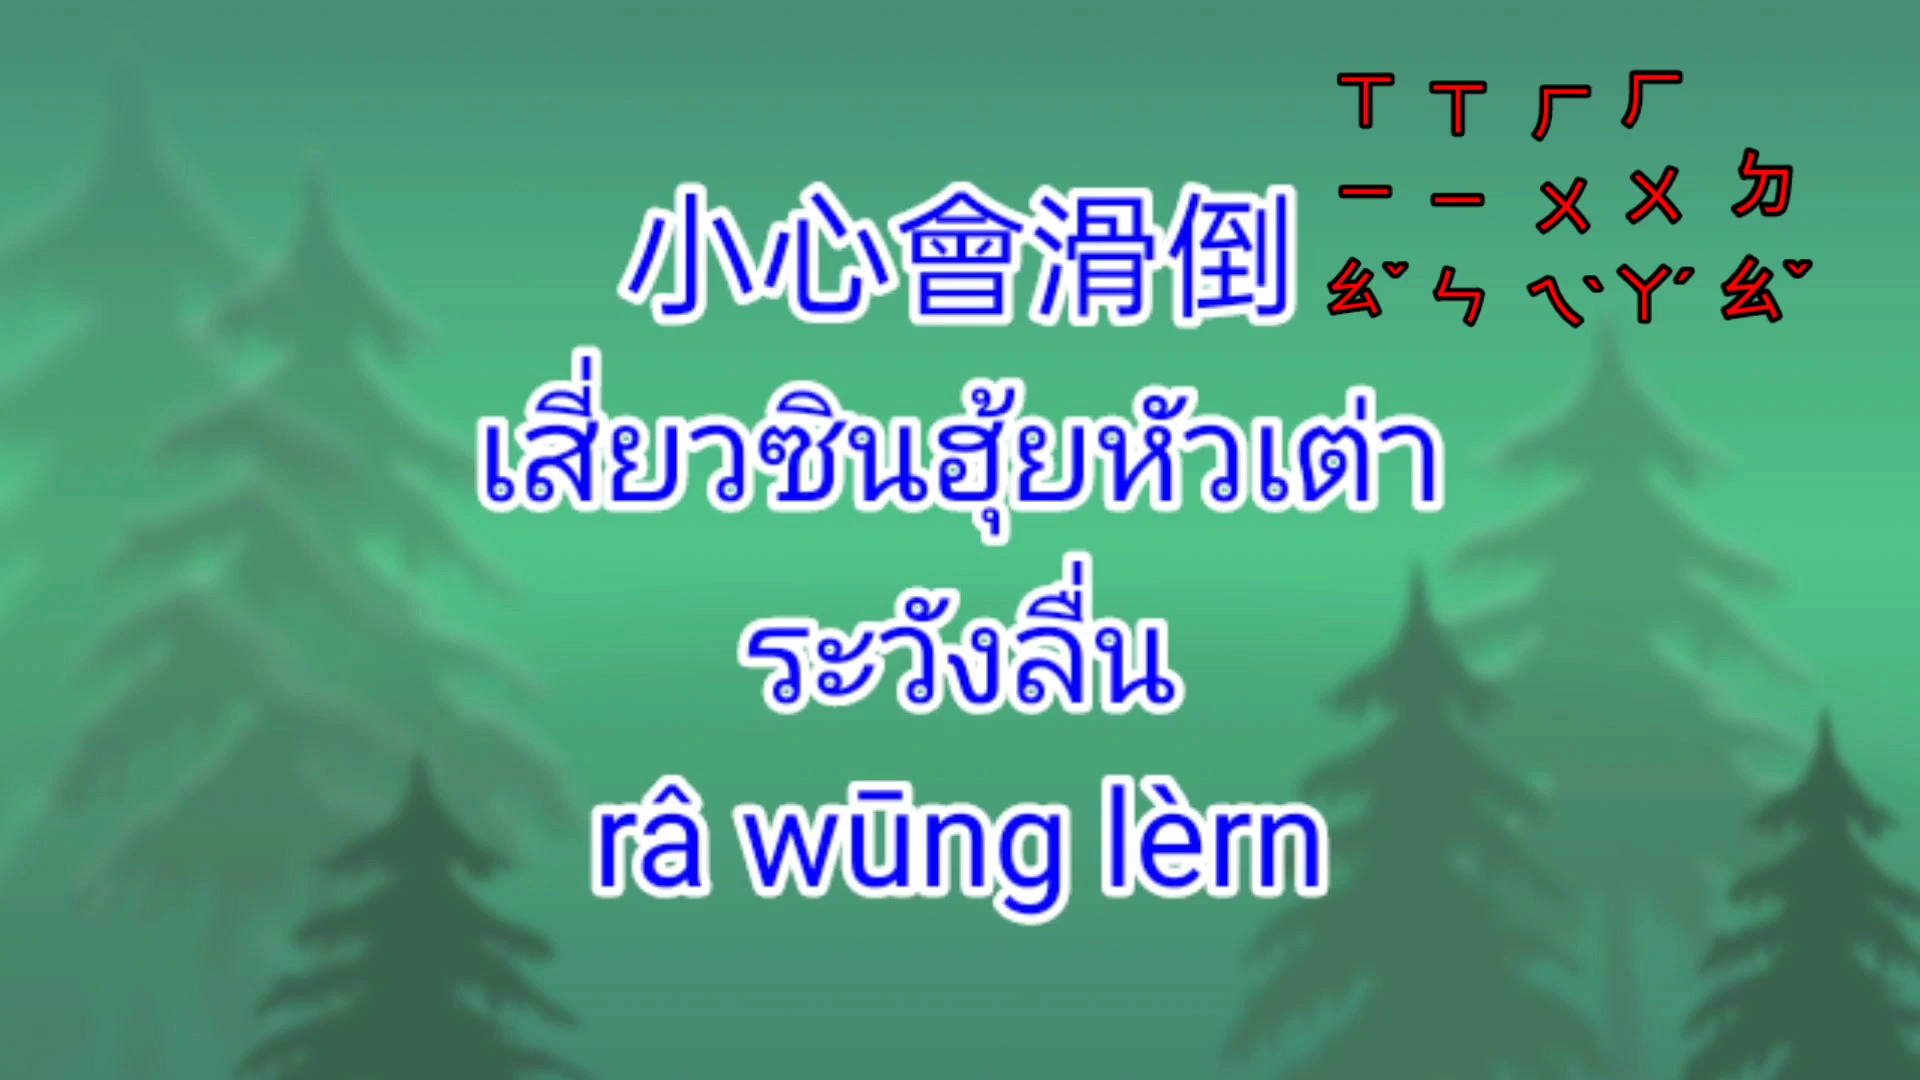 小心會滑倒
ㄒㄧㄠˇ ㄒㄧㄣ ㄏㄨㄟˋ ㄏㄨㄚˊ ㄉㄠˇ
เสี่ยวซินฮุ้ยหัวเต่า
ระวังลื่น
râ wūng lèrn